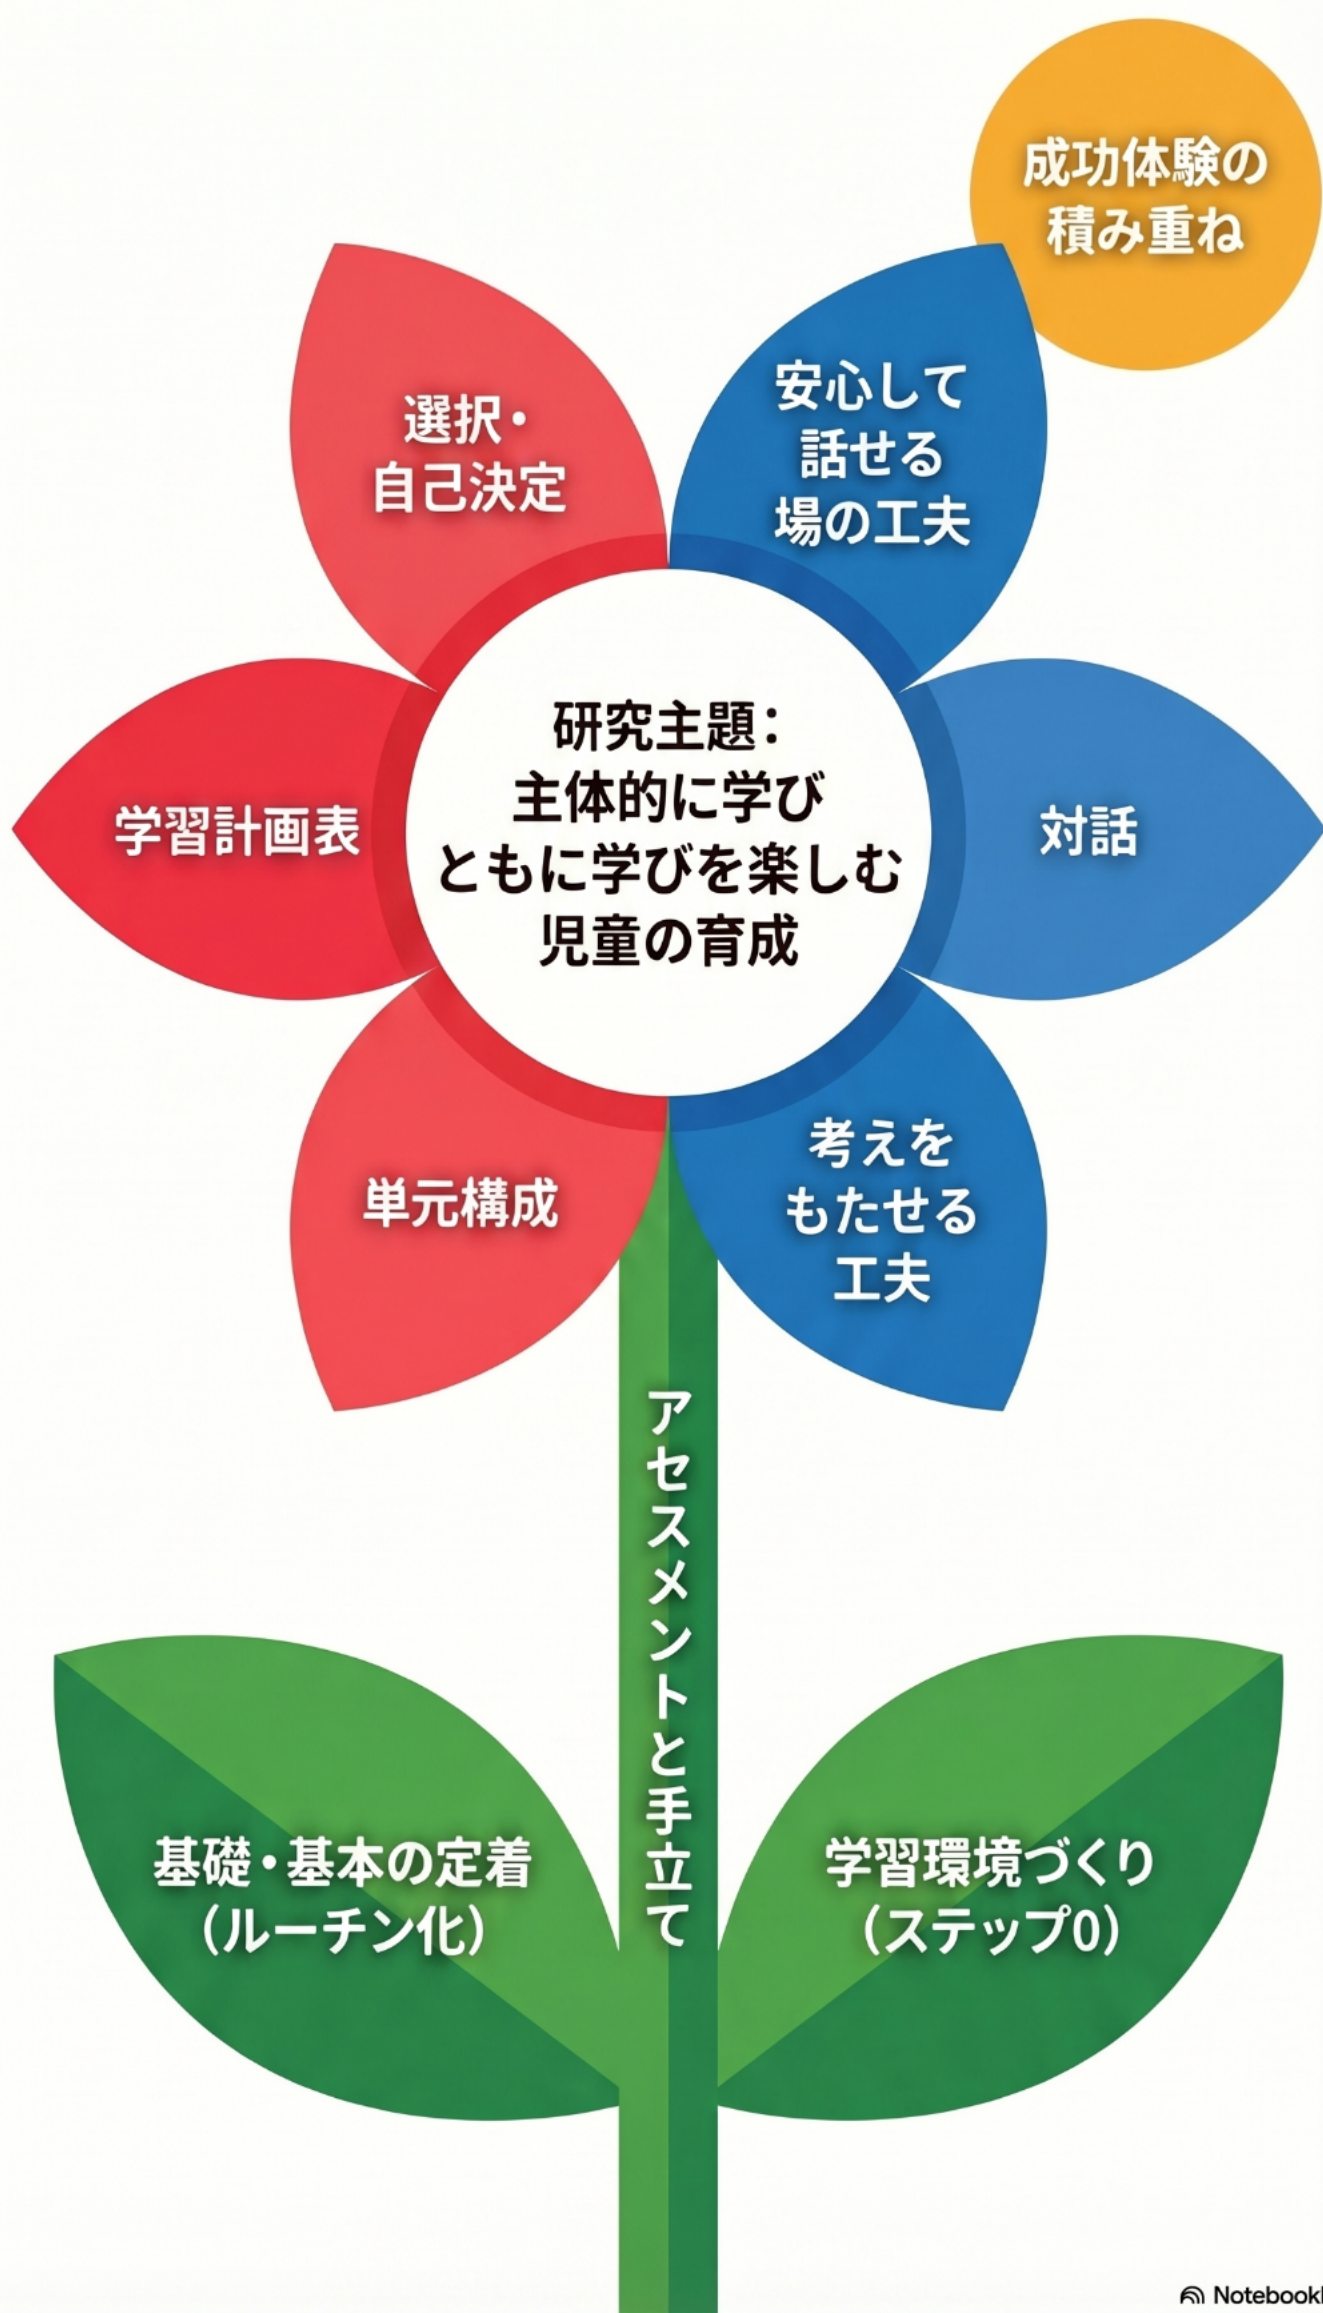 成功体験の
積み重ね
選択・
自己決定
安心して
話せる
場の工夫
研究主題：
主体的に学び
ともに学びを楽しむ
児童の育成
学習計画表
対話
単元構成
考えを
もたせる
工夫
アセスメントと手立て
基礎・基本の定着
（ルーチン化）
学習環境づくり
（ステップ0）
Notebook